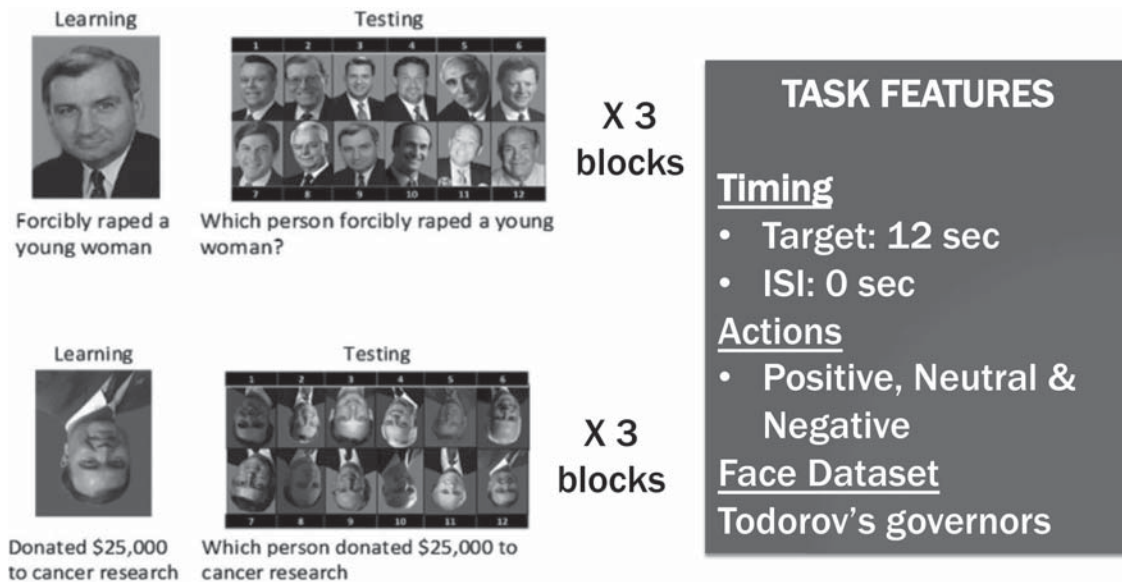 Learning
Testing
1 2 3 4 5 6
7 8 9 10 11 12
Forcibly raped a
young woman
Which person forcibly raped a young
woman?
X 3
blocks
Learning
Testing
1 2 3 4 5 6
7 8 9 10 11 12
Donated $25,000
to cancer research
Which person donated $25,000 to
cancer research
X 3
blocks
TASK FEATURES
Timing
• Target: 12 sec
• ISI: 0 sec
Actions
• Positive, Neutral &
Negative
Face Dataset
Todorov's governors